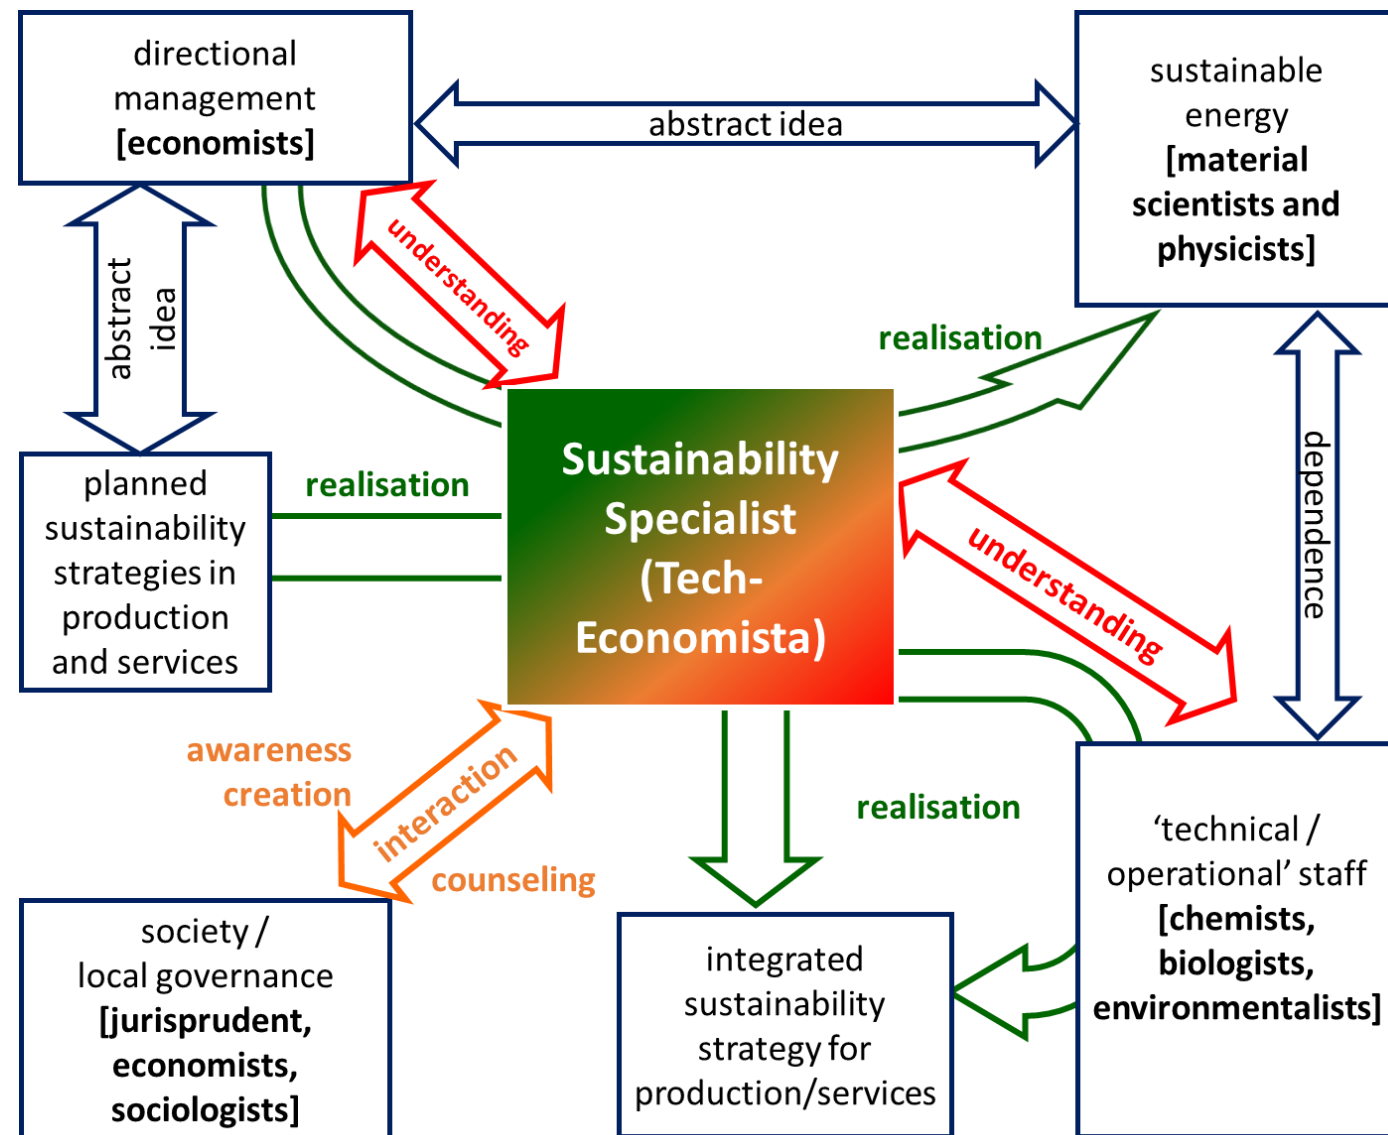 directional
management
[economists]
abstract idea
sustainable
energy
[material
scientists and
physicists]
understanding
abstract
idea
realisation
dependence
planned
sustainability
strategies in
production
and services
realisation
Sustainability
Specialist
(Tech-
Economista)
understanding
awareness
creation
interaction
counseling
realisation
'technical /
operational' staff
[chemists,
biologists,
environmentalists]
society /
local governance
[jurisprudent,
economists,
sociologists]
integrated
sustainability
strategy for
production/services